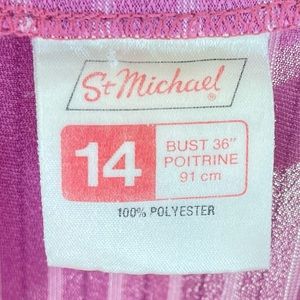 St Michael®
14
BUST 36"
POITRINE
91 cm
100% POLYESTER